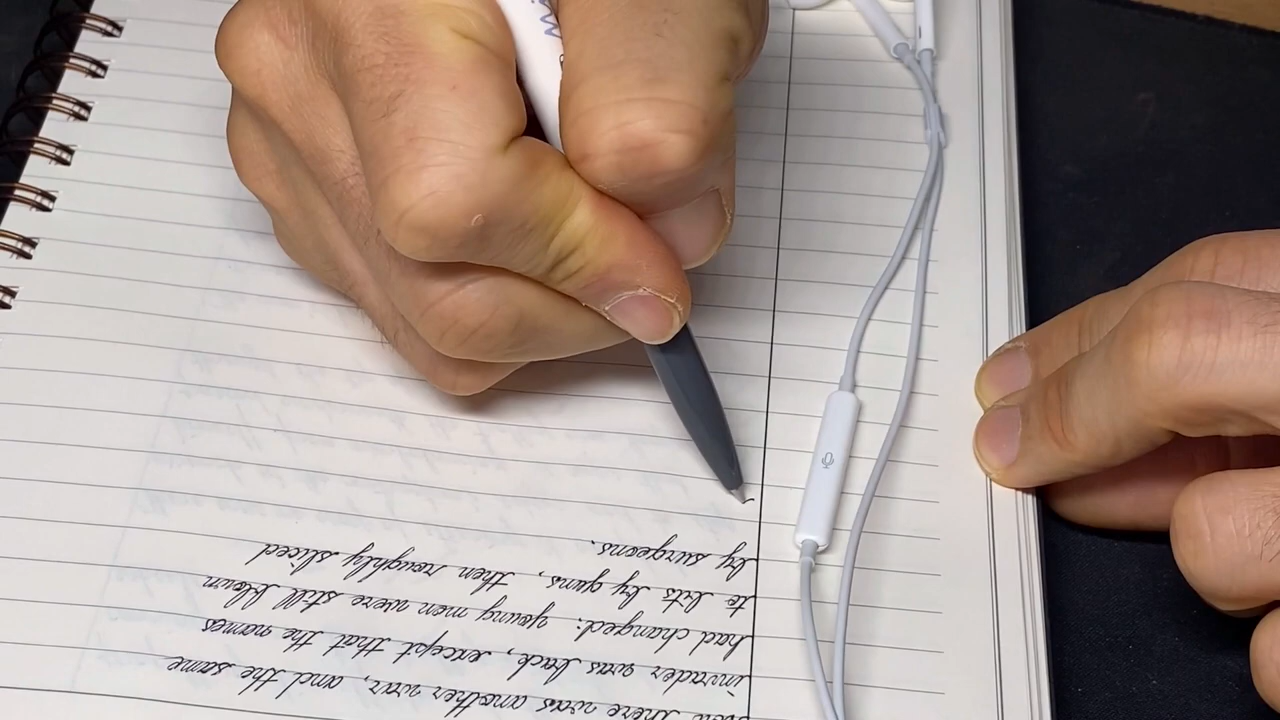 there was another war, and the same
invader was back, except that the names
had changed: young men were still blown
to bits by guns, then roughly sliced
by surgeons.